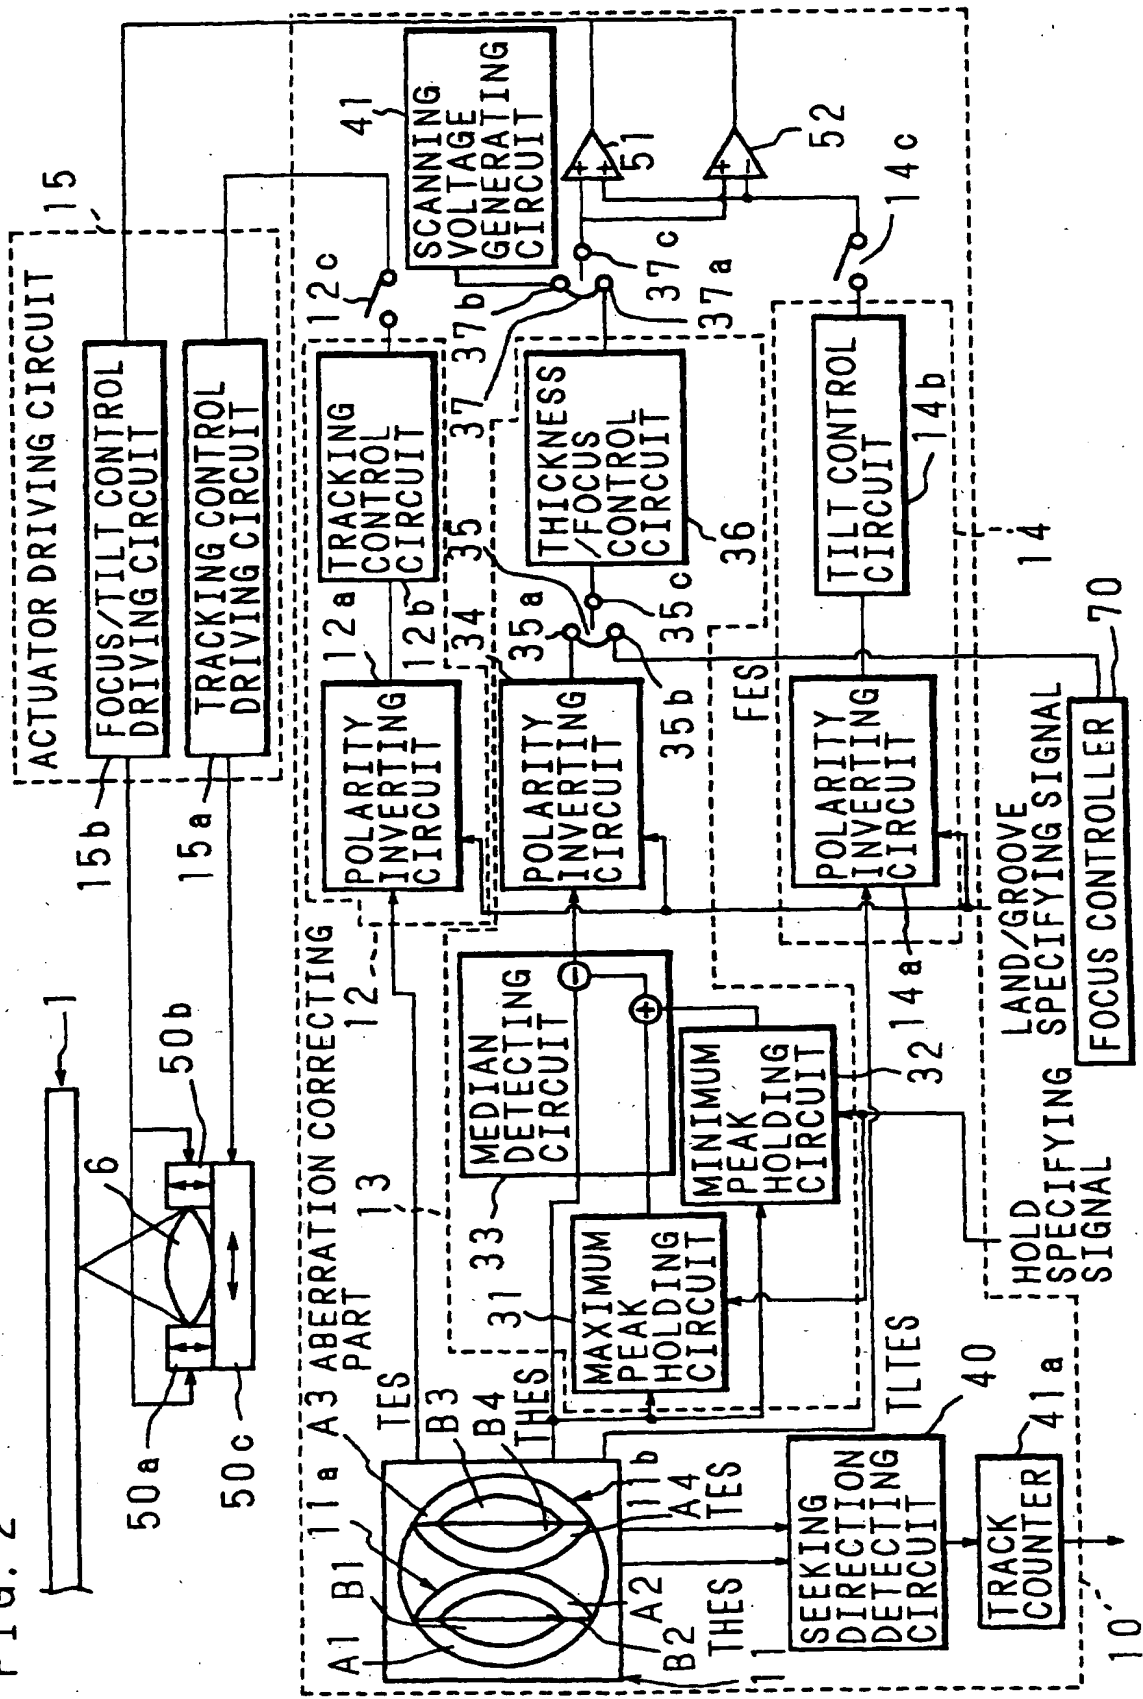 FIG. 2
1
6
50a
50b
50c
15b
15a
ACTUATOR DRIVING CIRCUIT
15
FOCUS/TILT CONTROL
DRIVING CIRCUIT
TRACKING CONTROL
DRIVING CIRCUIT
ABERRATION CORRECTING
PART
13
12
TES
A3
11a
B1
A1
B3
B4
THES
11b
A4
TES
A2
B2
THES
11
POLARITY
INVERTING
CIRCUIT
12a
TRACKING
CONTROL
CIRCUIT
12b
12c
SCANNING
VOLTAGE
GENERATING
CIRCUIT
41
MEDIAN
DETECTING
CIRCUIT
33
+
−
MAXIMUM
PEAK
HOLDING
CIRCUIT
31
MINIMUM
PEAK
HOLDING
CIRCUIT
32
POLARITY
INVERTING
CIRCUIT
34
35
35a
35b
35c
THICKNESS
/FOCUS
CONTROL
CIRCUIT
36
37
37b
37c
37a
+
+
51
+
−
52
FES
POLARITY
INVERTING
CIRCUIT
14a
TILT CONTROL
CIRCUIT
14b
14c
14
TLTES
SEEKING
DIRECTION
DETECTING
CIRCUIT
40
TRACK
COUNTER
41a
10
HOLD
SPECIFYING
SIGNAL
LAND/GROOVE
SPECIFYING SIGNAL
FOCUS CONTROLLER
70